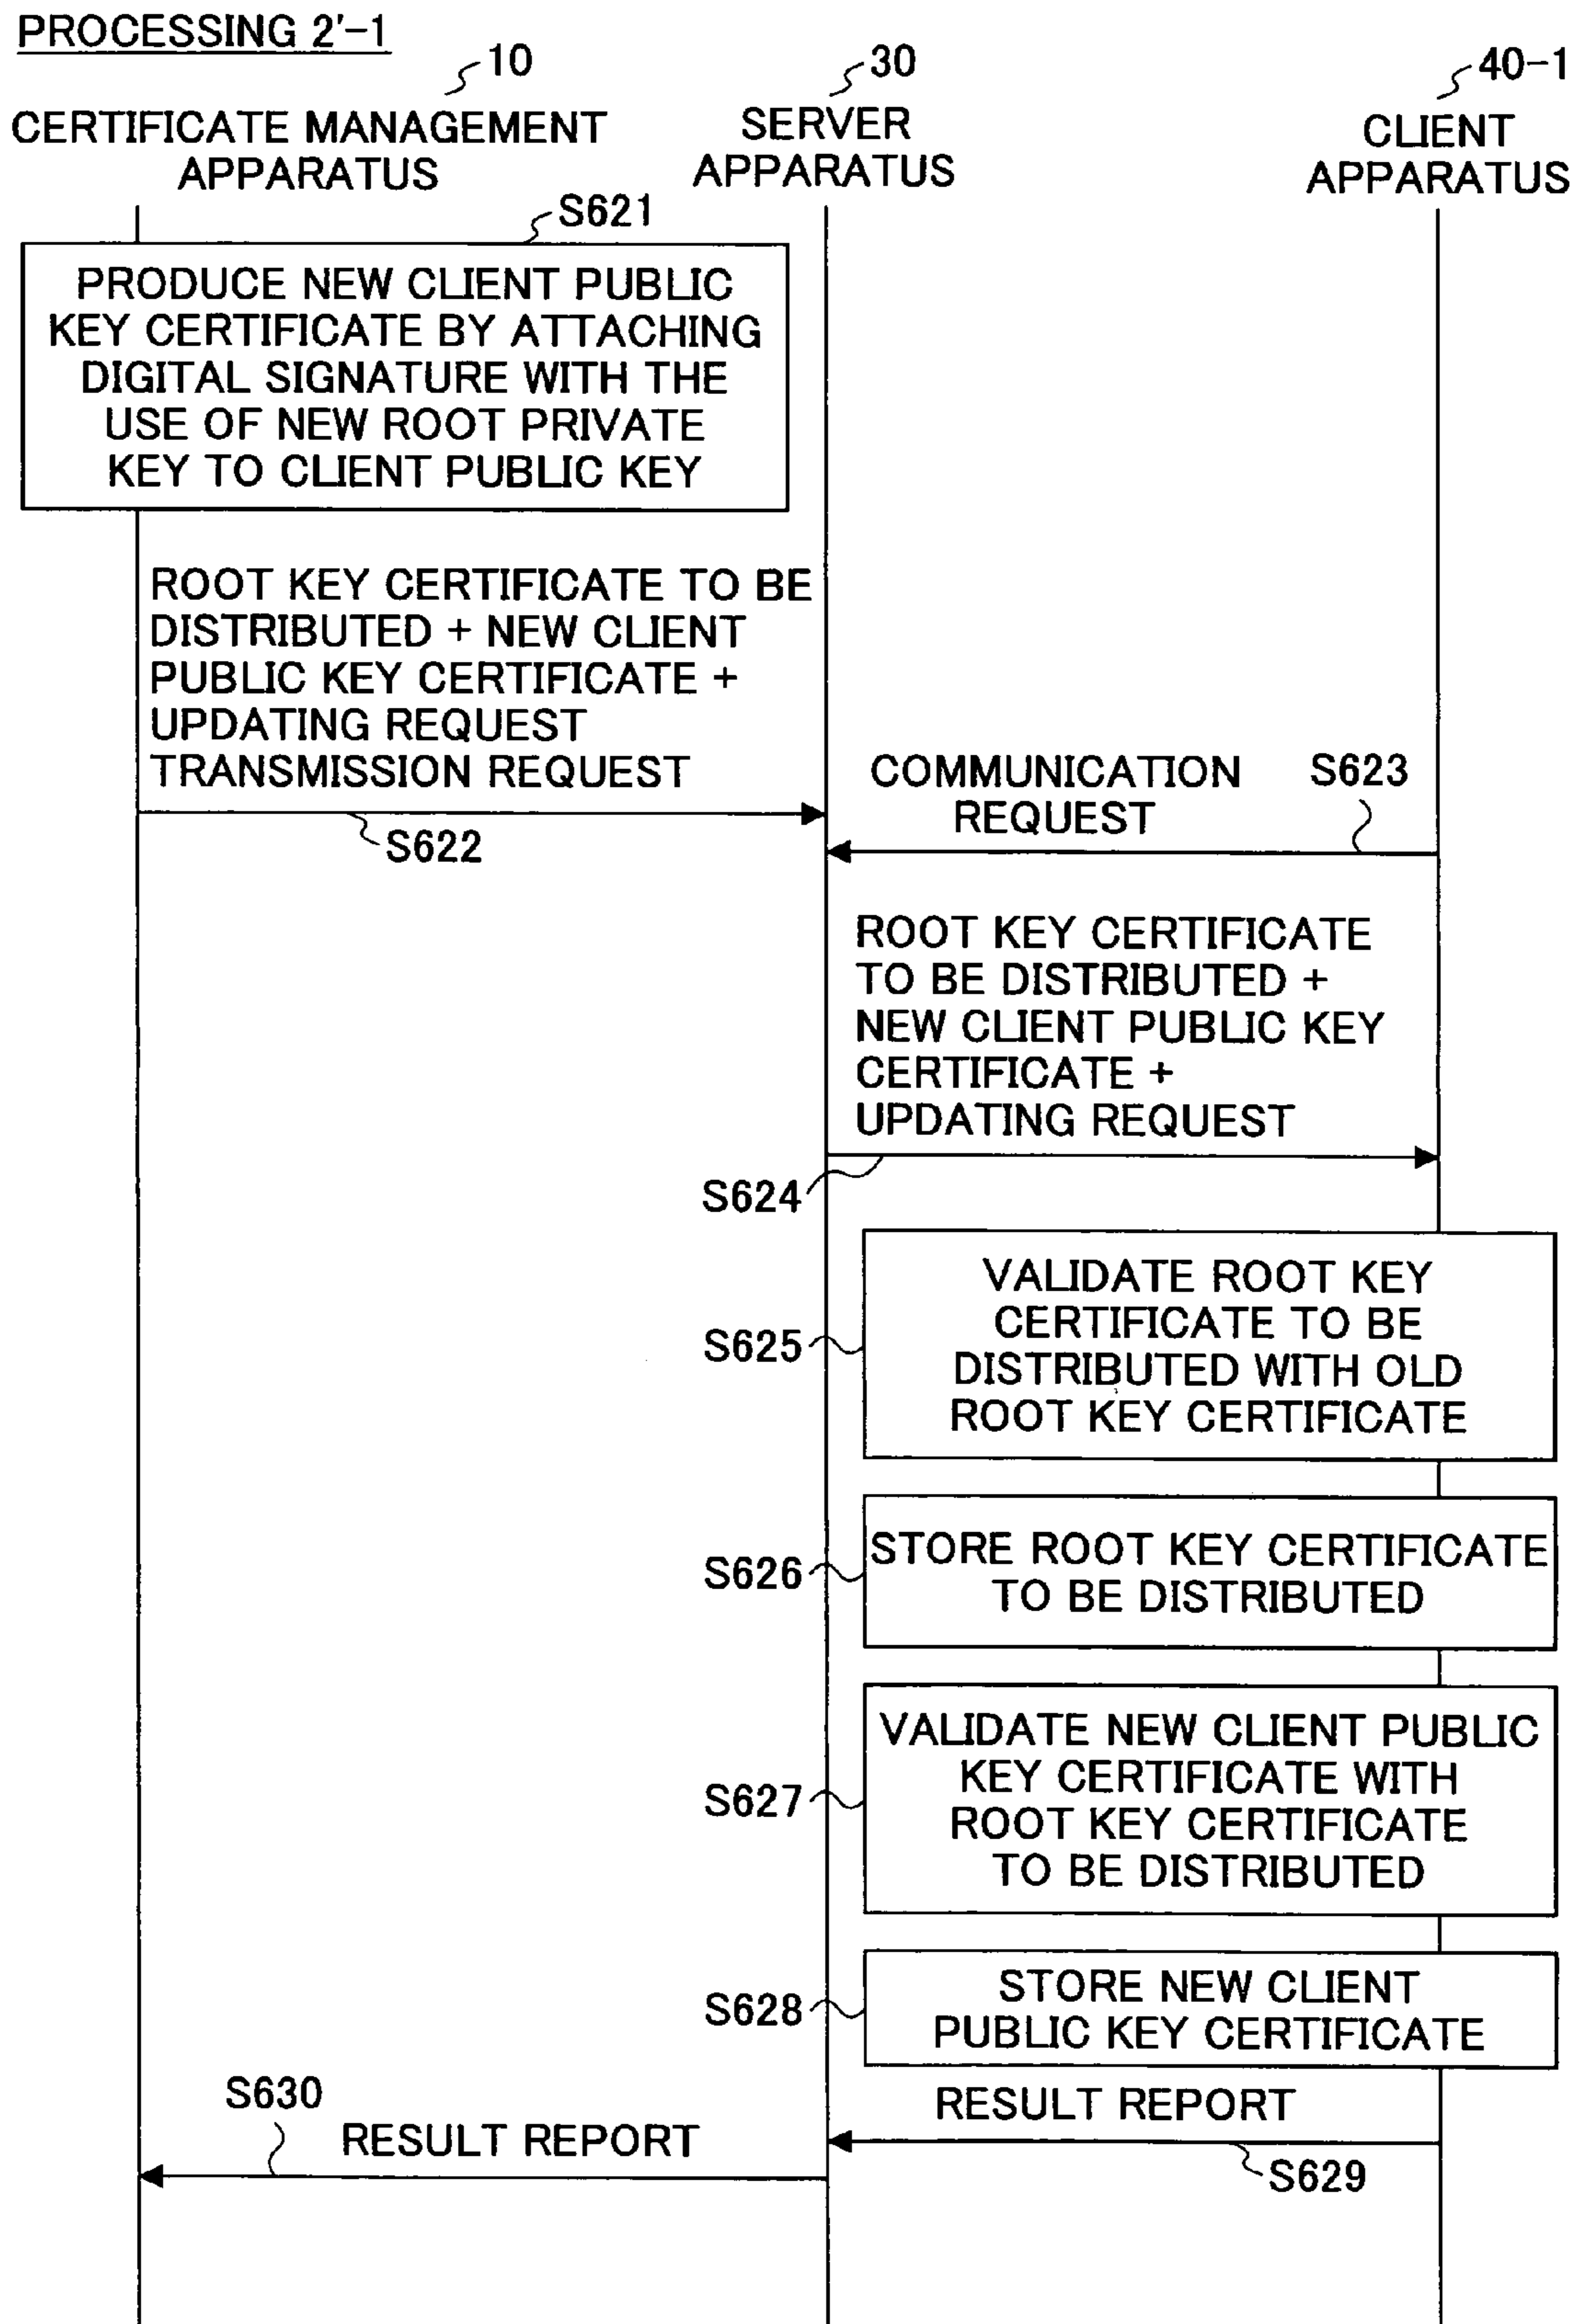 PROCESSING 2'-1
10
CERTIFICATE MANAGEMENT
APPARATUS
30
SERVER
APPARATUS
40-1
CLIENT
APPARATUS
S621
PRODUCE NEW CLIENT PUBLIC
KEY CERTIFICATE BY ATTACHING
DIGITAL SIGNATURE WITH THE
USE OF NEW ROOT PRIVATE
KEY TO CLIENT PUBLIC KEY
ROOT KEY CERTIFICATE TO BE
DISTRIBUTED + NEW CLIENT
PUBLIC KEY CERTIFICATE +
UPDATING REQUEST
TRANSMISSION REQUEST
S622
COMMUNICATION
REQUEST
S623
ROOT KEY CERTIFICATE
TO BE DISTRIBUTED +
NEW CLIENT PUBLIC KEY
CERTIFICATE +
UPDATING REQUEST
S624
VALIDATE ROOT KEY
CERTIFICATE TO BE
DISTRIBUTED WITH OLD
ROOT KEY CERTIFICATE
S625
STORE ROOT KEY CERTIFICATE
TO BE DISTRIBUTED
S626
VALIDATE NEW CLIENT PUBLIC
KEY CERTIFICATE WITH
ROOT KEY CERTIFICATE
TO BE DISTRIBUTED
S627
STORE NEW CLIENT
PUBLIC KEY CERTIFICATE
S628
RESULT REPORT
S629
S630
RESULT REPORT